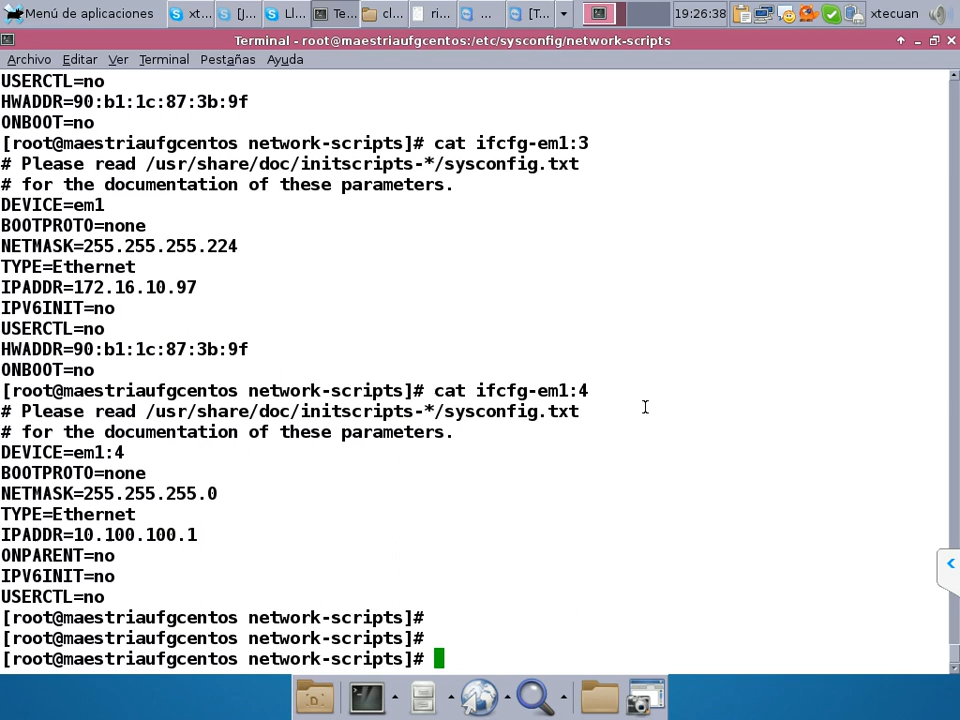 Menú de aplicaciones
xt...
[J...
Ll...
Te...
cl...
ri...
...
[T...
19:26:38
xtecuan
Terminal - root@maestriaufgcentos:/etc/sysconfig/network-scripts
Archivo Editar Ver Terminal Pestañas Ayuda
USERCTL=no
HWADDR=90:b1:1c:87:3b:9f
ONBOOT=no
[root@maestriaufgcentos network-scripts]# cat ifcfg-em1:3
# Please read /usr/share/doc/initscripts-*/sysconfig.txt
# for the documentation of these parameters.
DEVICE=em1
BOOTPROTO=none
NETMASK=255.255.255.224
TYPE=Ethernet
IPADDR=172.16.10.97
IPV6INIT=no
USERCTL=no
HWADDR=90:b1:1c:87:3b:9f
ONBOOT=no
[root@maestriaufgcentos network-scripts]# cat ifcfg-em1:4
# Please read /usr/share/doc/initscripts-*/sysconfig.txt
# for the documentation of these parameters.
DEVICE=em1:4
BOOTPROTO=none
NETMASK=255.255.255.0
TYPE=Ethernet
IPADDR=10.100.100.1
ONPARENT=no
IPV6INIT=no
USERCTL=no
[root@maestriaufgcentos network-scripts]#
[root@maestriaufgcentos network-scripts]#
[root@maestriaufgcentos network-scripts]#